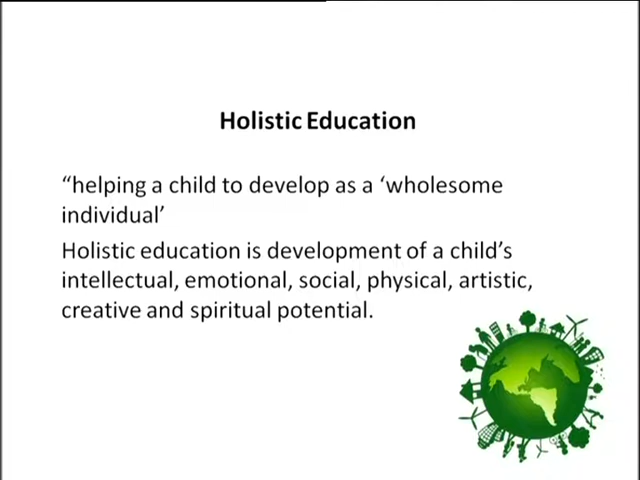 Holistic Education
“helping a child to develop as a ‘wholesome
individual’
Holistic education is development of a child’s
intellectual, emotional, social, physical, artistic,
creative and spiritual potential.